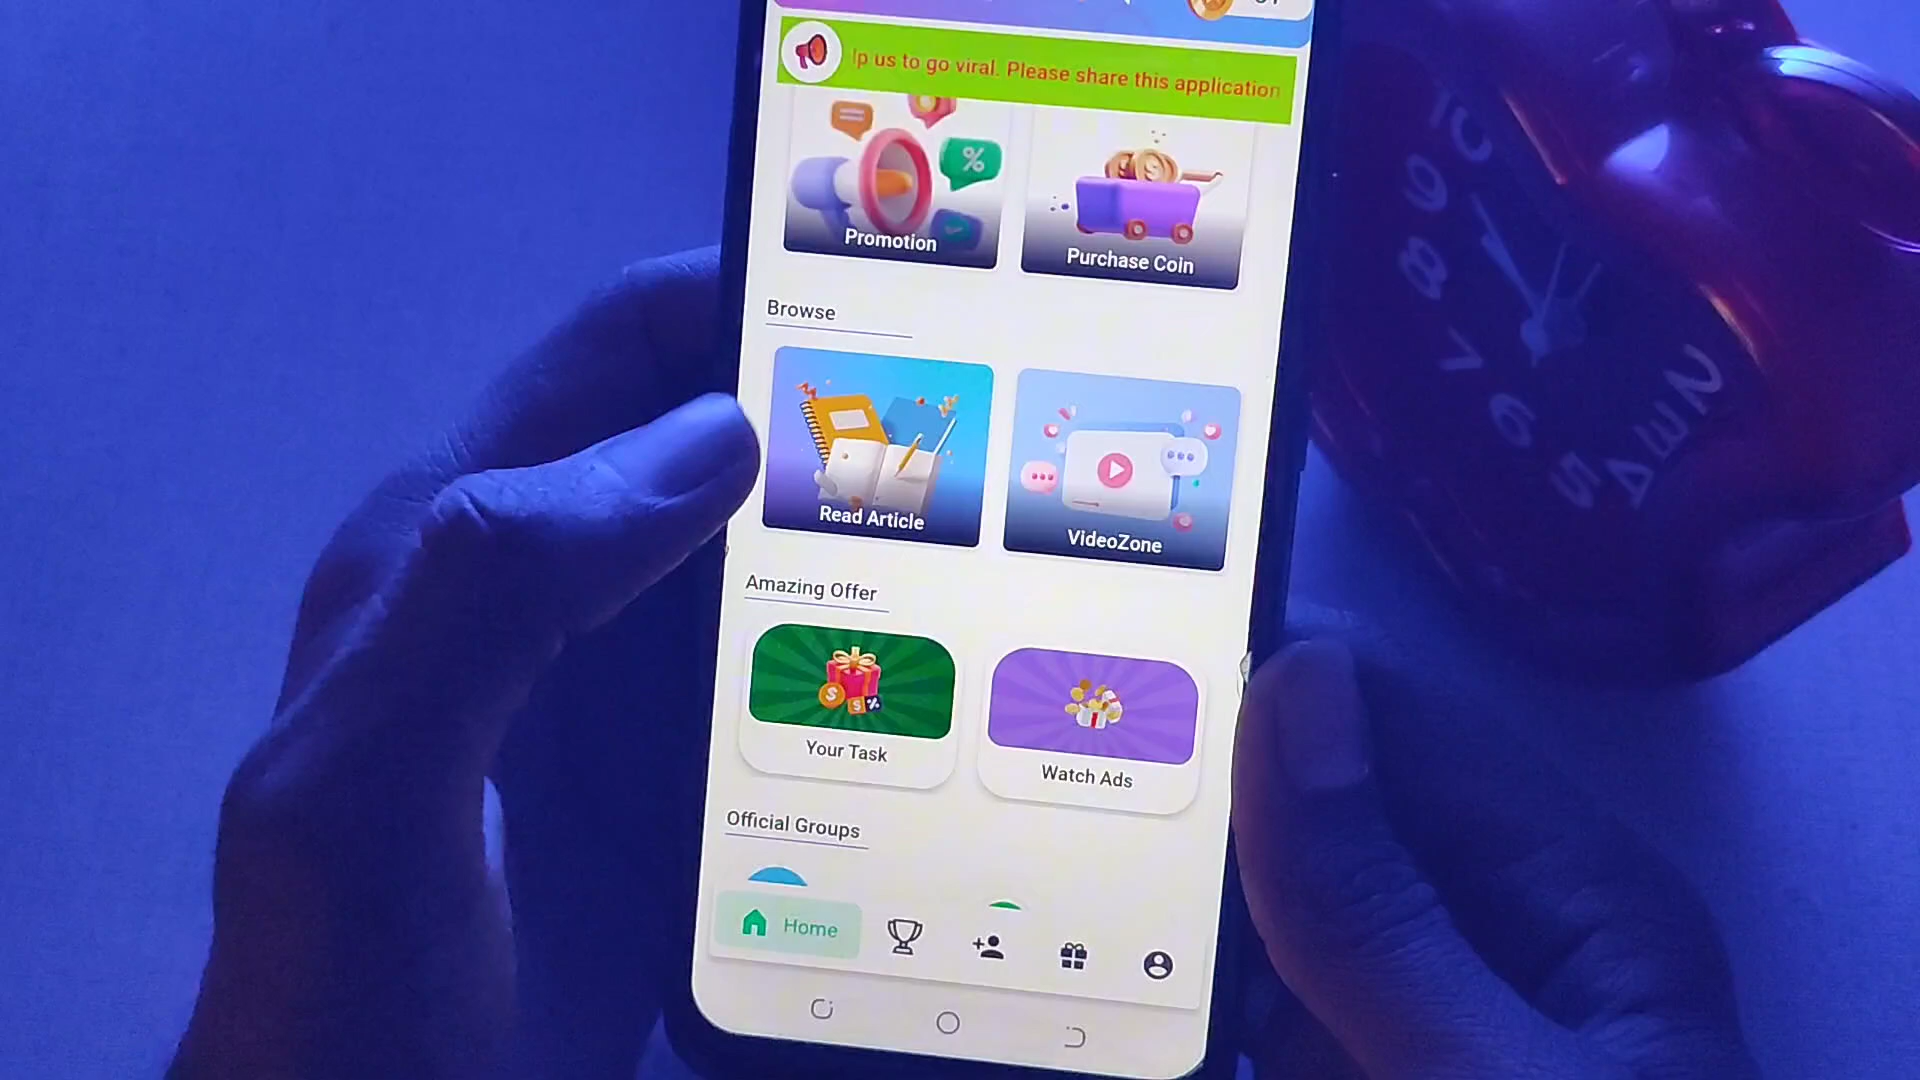 lp us to go viral. Please share this application
%
Promotion
Purchase Coin
Browse
Read Article
VideoZone
Amazing Offer
Your Task
Watch Ads
Official Groups
Home